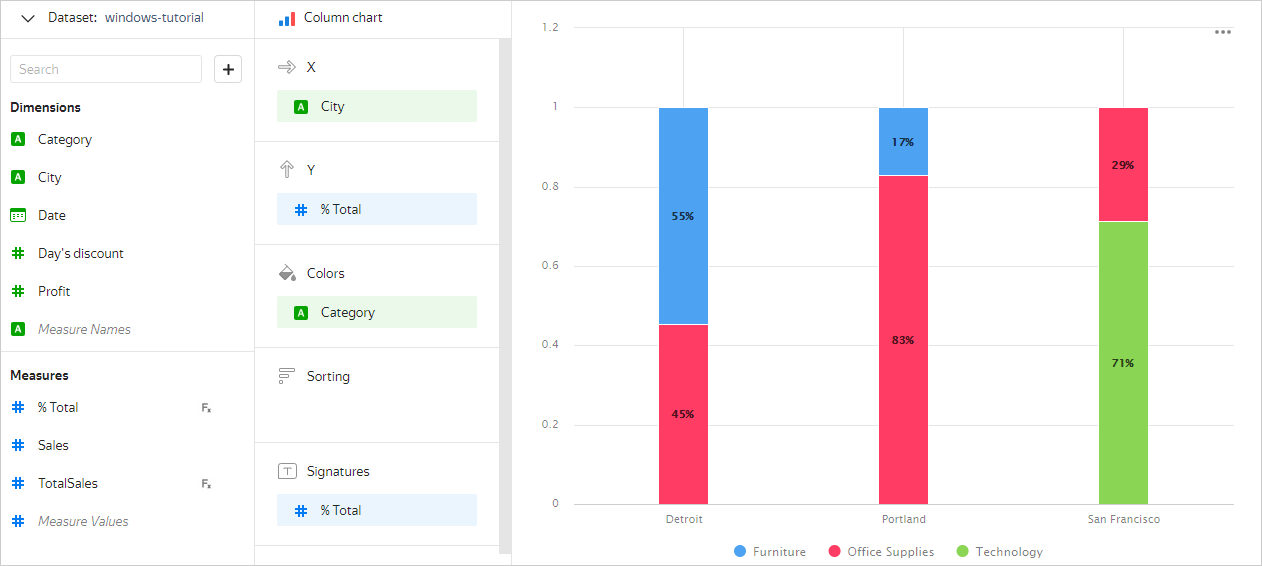 Dataset: windows-tutorial
Search
+
Dimensions
A Category
A City
Date
# Day's discount
# Profit
A Measure Names
Measures
# % Total Fx
# Sales
# TotalSales Fx
# Measure Values
Column chart
X
A City
Y
# % Total
Colors
A Category
Sorting
T Signatures
# % Total
1.2
1
0.8
0.6
0.4
0.2
0
55%
45%
17%
83%
29%
71%
Detroit Portland San Francisco
Furniture Office Supplies Technology